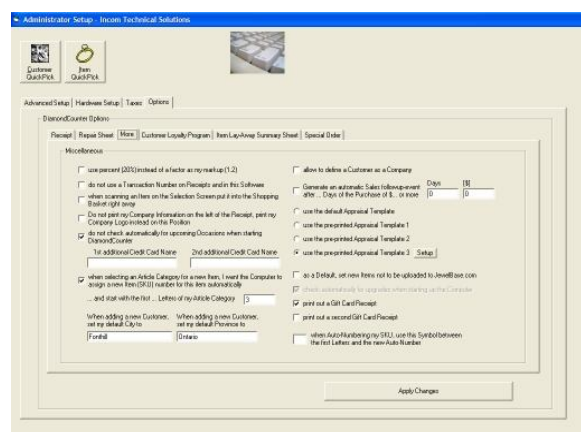 Administrator Setup - Incom Technical Solutions
Customer QuickPick
Item QuickPick
Advanced Setup
Hardware Setup
Taxes
Options
DiamondCounter Options
Receipt
Repair Sheet
More
Customer Loyalty Program
Item Lay-Away Summary Sheet
Special Order
Miscellaneous
use percent (20%) instead of a factor as my markup (1.2)
do not use a Transaction Number on Receipts and in this Software
when scanning an Item on the Selection Screen put it into the Shopping
Basket right away
Do not print my Company Information on the left of the Receipt, print my
Company Logo instead on this Position
do not check automatically for upcoming Occasions when starting
DiamondCounter
1st additional Credit Card Name
2nd additional Credit Card Name
when selecting an Article Category for a new Item, I want the Computer to
assign a new Item (SKU) number for this item automatically
... and start with the first ... Letters of my Article Category
3
When adding a new Customer,
set my default City to
When adding a new Customer,
set my default Province to
Fonthill
Ontario
allow to define a Customer as a Company
Generate an automatic Sales followup-event
after ... Days of the Purchase of $... or more
Days
[$]
0
0
use the default Appraisal Template
use the pre-printed Appraisal Template 1
use the pre-printed Appraisal Template 2
use the pre-printed Appraisal Template 3
Setup
as a Default, set new Items not to be uploaded to JewelBase.com
check automatically for upgrades when starting up the Computer
print out a Gift Card Receipt
print out a second Gift Card Receipt
when Auto-Numbering my SKU, use this Symbol between
the first Letters and the new Auto-Number
Apply Changes